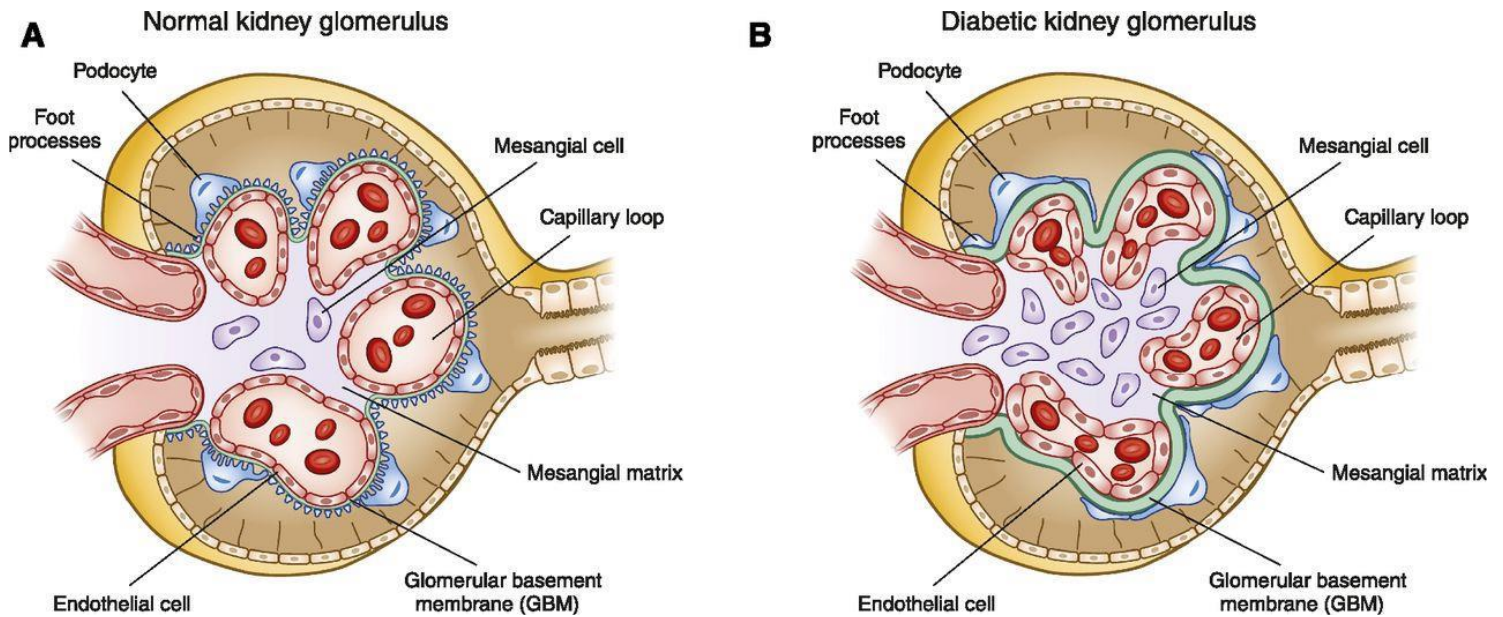 A
Normal kidney glomerulus
Podocyte
Foot
processes
Mesangial cell
Capillary loop
Mesangial matrix
Endothelial cell
Glomerular basement
membrane (GBM)
B
Diabetic kidney glomerulus
Podocyte
Foot
processes
Mesangial cell
Capillary loop
Mesangial matrix
Endothelial cell
Glomerular basement
membrane (GBM)